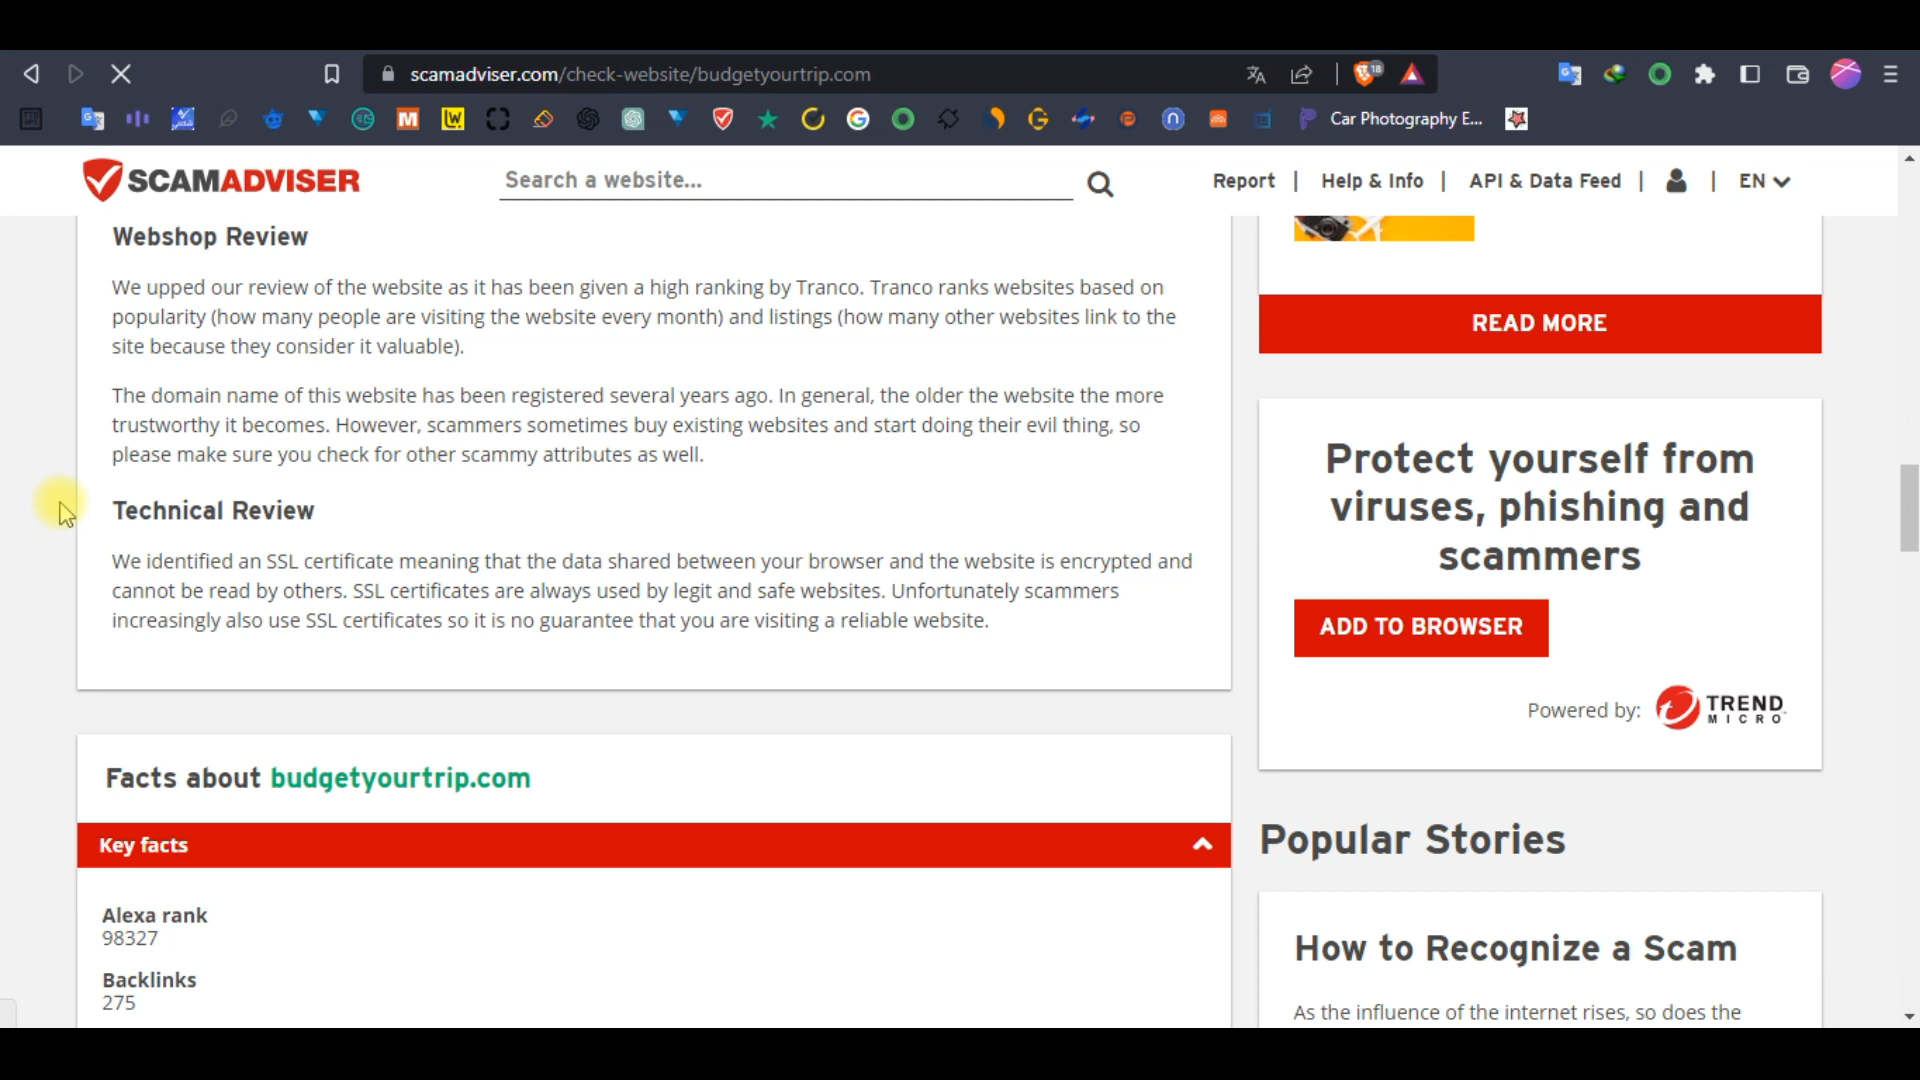 scamadviser.com/check-website/budgetyourtrip.com
18
M
LW
Car Photography E...
SCAMADVISER
Search a website...
Report | Help & Info | API & Data Feed | | EN
Webshop Review
We upped our review of the website as it has been given a high ranking by Tranco. Tranco ranks websites based on
popularity (how many people are visiting the website every month) and listings (how many other websites link to the
site because they consider it valuable).
The domain name of this website has been registered several years ago. In general, the older the website the more
trustworthy it becomes. However, scammers sometimes buy existing websites and start doing their evil thing, so
please make sure you check for other scammy attributes as well.
Technical Review
We identified an SSL certificate meaning that the data shared between your browser and the website is encrypted and
cannot be read by others. SSL certificates are always used by legit and safe websites. Unfortunately scammers
increasingly also use SSL certificates so it is no guarantee that you are visiting a reliable website.
Facts about budgetyourtrip.com
Key facts
Alexa rank
98327
Backlinks
275
READ MORE
Protect yourself from
viruses, phishing and
scammers
ADD TO BROWSER
Powered by: TREND
MICRO
Popular Stories
How to Recognize a Scam
As the influence of the internet rises, so does the